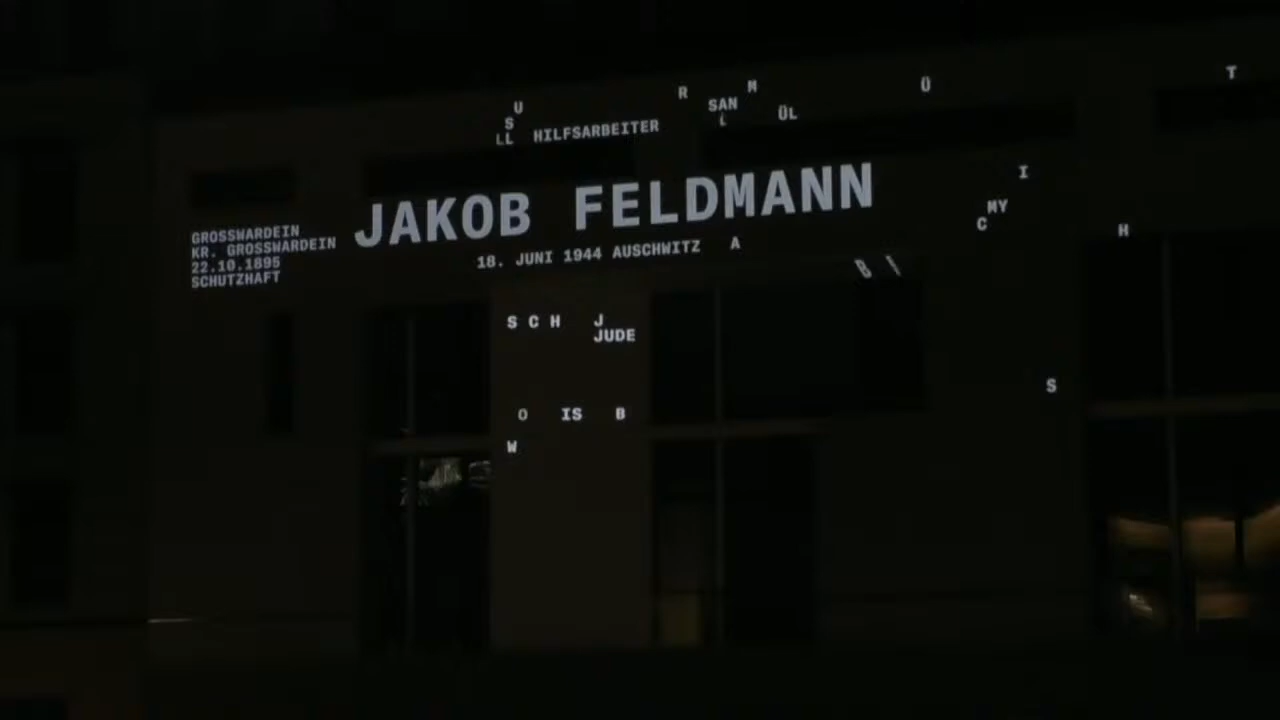 T
Ü
R M
SAN
L ÜL
U
S
LL HILFSARBEITER
JAKOB FELDMANN
GROSSWARDEIN
KR. GROSSWARDEIN
22.10.1895
SCHUTZHAFT
18. JUNI 1944 AUSCHWITZ A
I
MY
C
H
B
S C H J
JUDE
S
O IS B
W